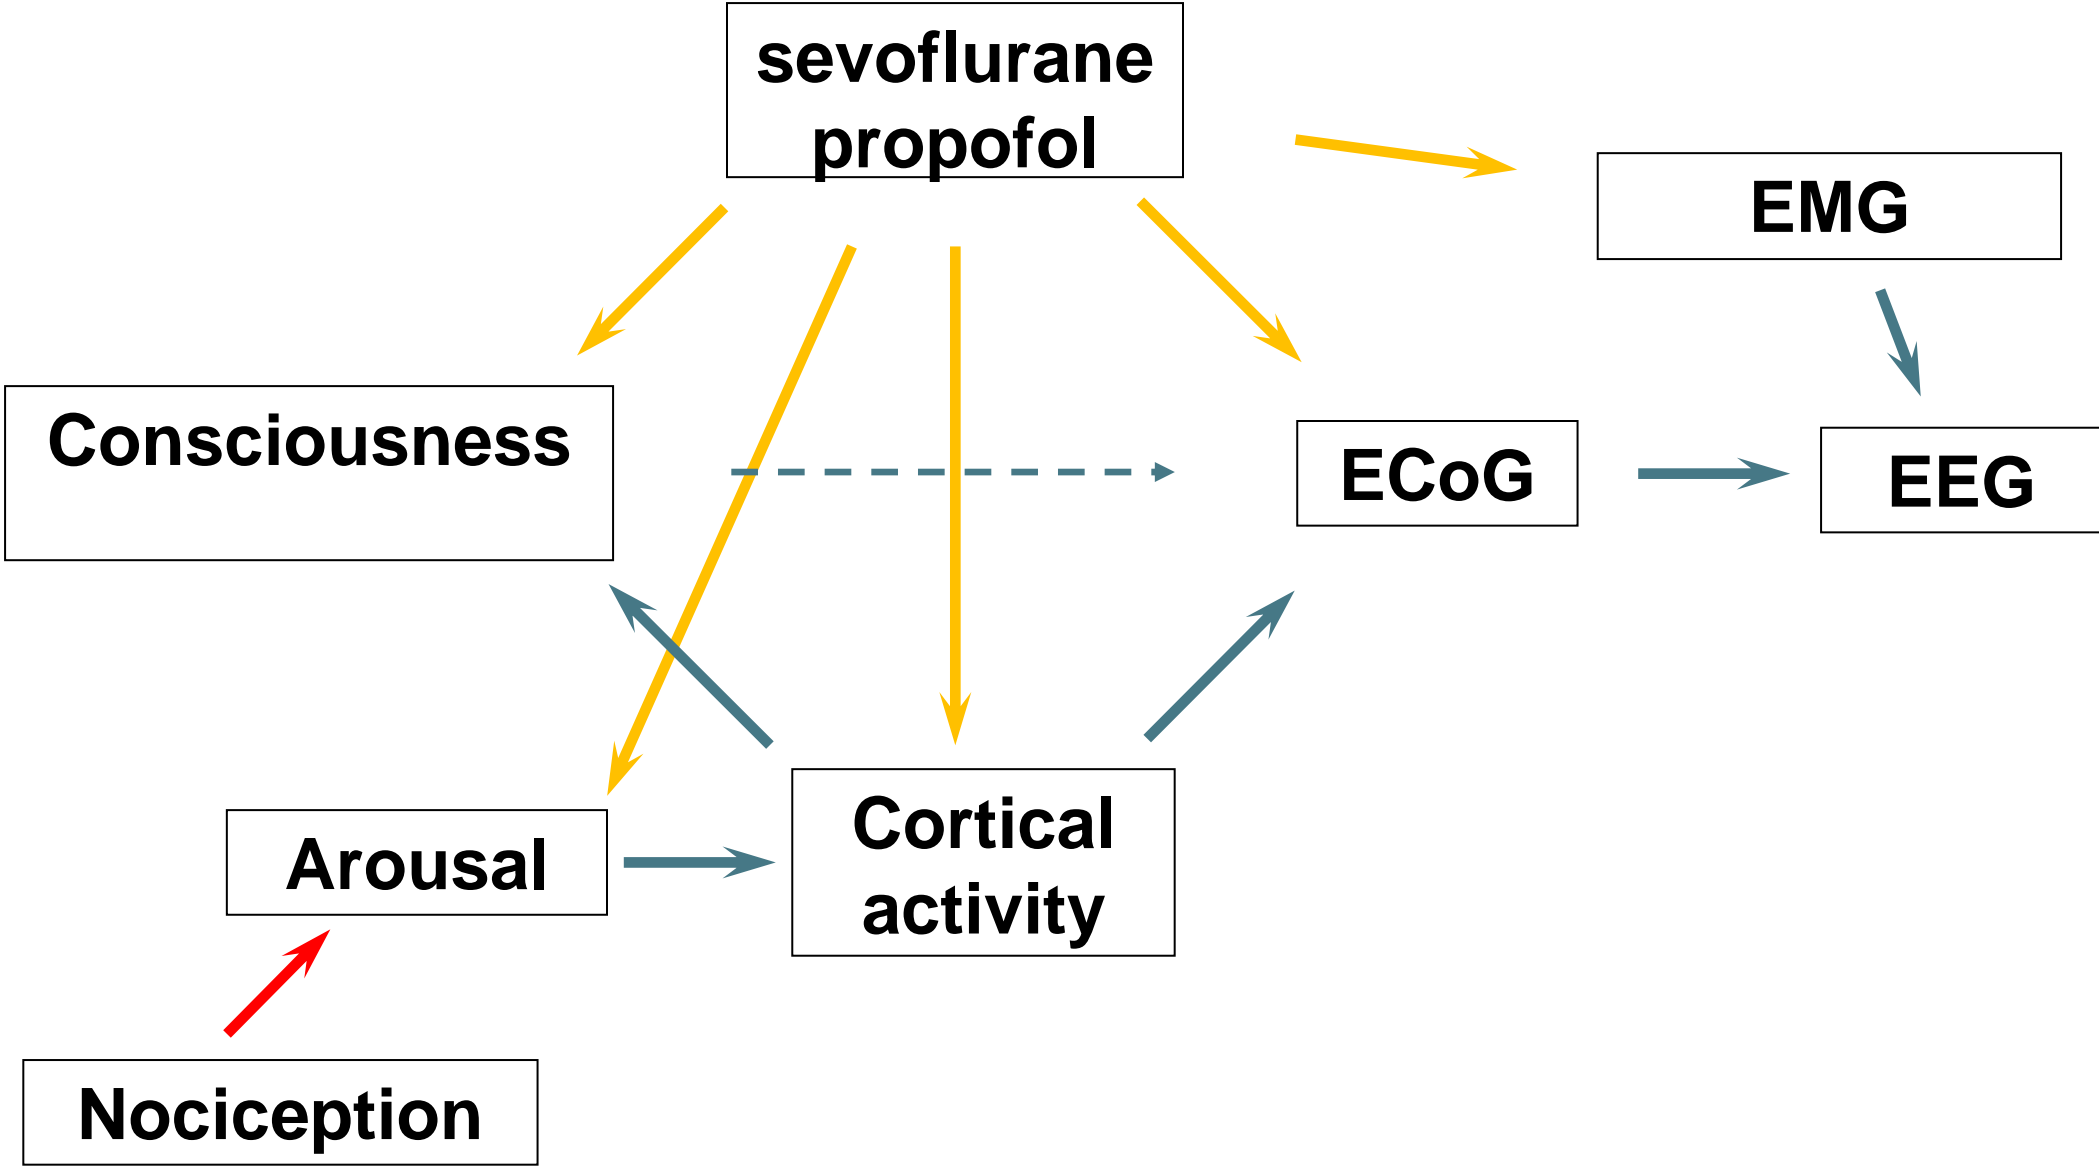 sevoflurane
propofol
EMG
Consciousness
ECoG
EEG
Cortical
activity
Arousal
Nociception